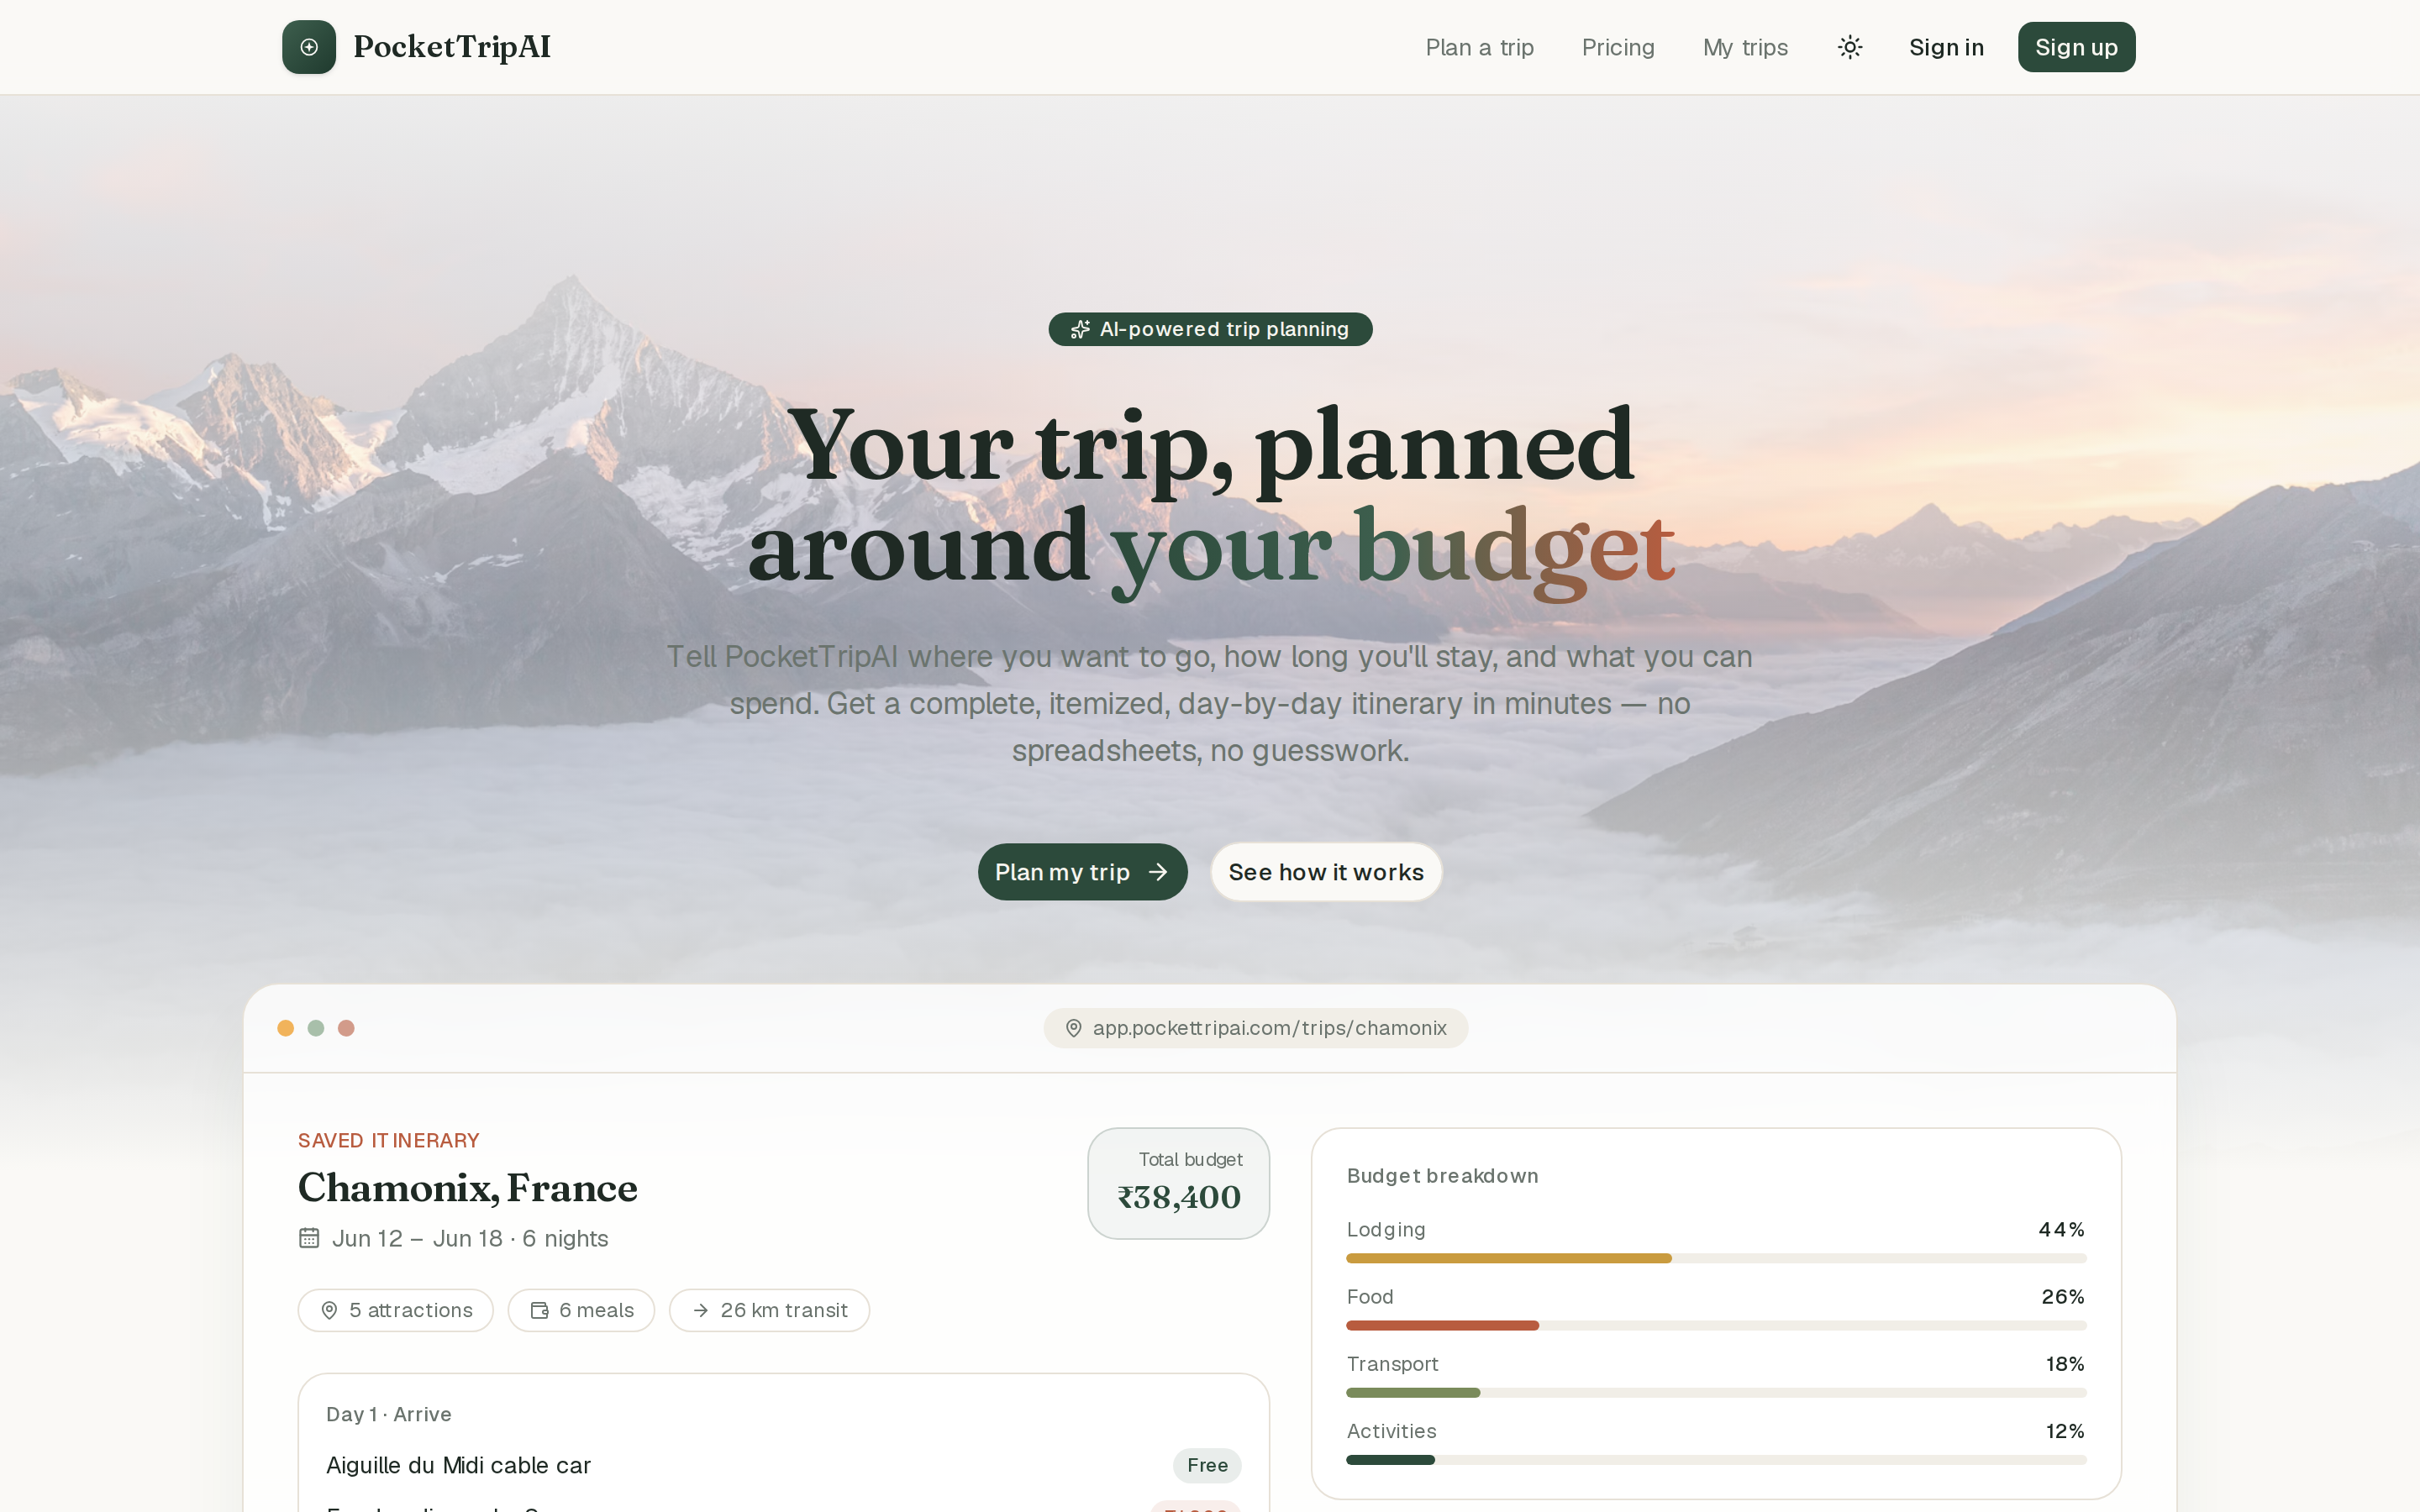 PocketTripAI
Plan a trip
Pricing
My trips
Sign in
Sign up
AI-powered trip planning
Your trip, planned
around your budget
Tell PocketTripAI where you want to go, how long you'll stay, and what you can
spend. Get a complete, itemized, day-by-day itinerary in minutes — no
spreadsheets, no guesswork.
Plan my trip
See how it works
app.pockettripai.com/trips/chamonix
SAVED ITINERARY
Chamonix, France
Jun 12 – Jun 18 · 6 nights
Total budget
₹38,400
5 attractions
6 meals
26 km transit
Day 1 · Arrive
Aiguille du Midi cable car
Free
Budget breakdown
Lodging
44%
Food
26%
Transport
18%
Activities
12%